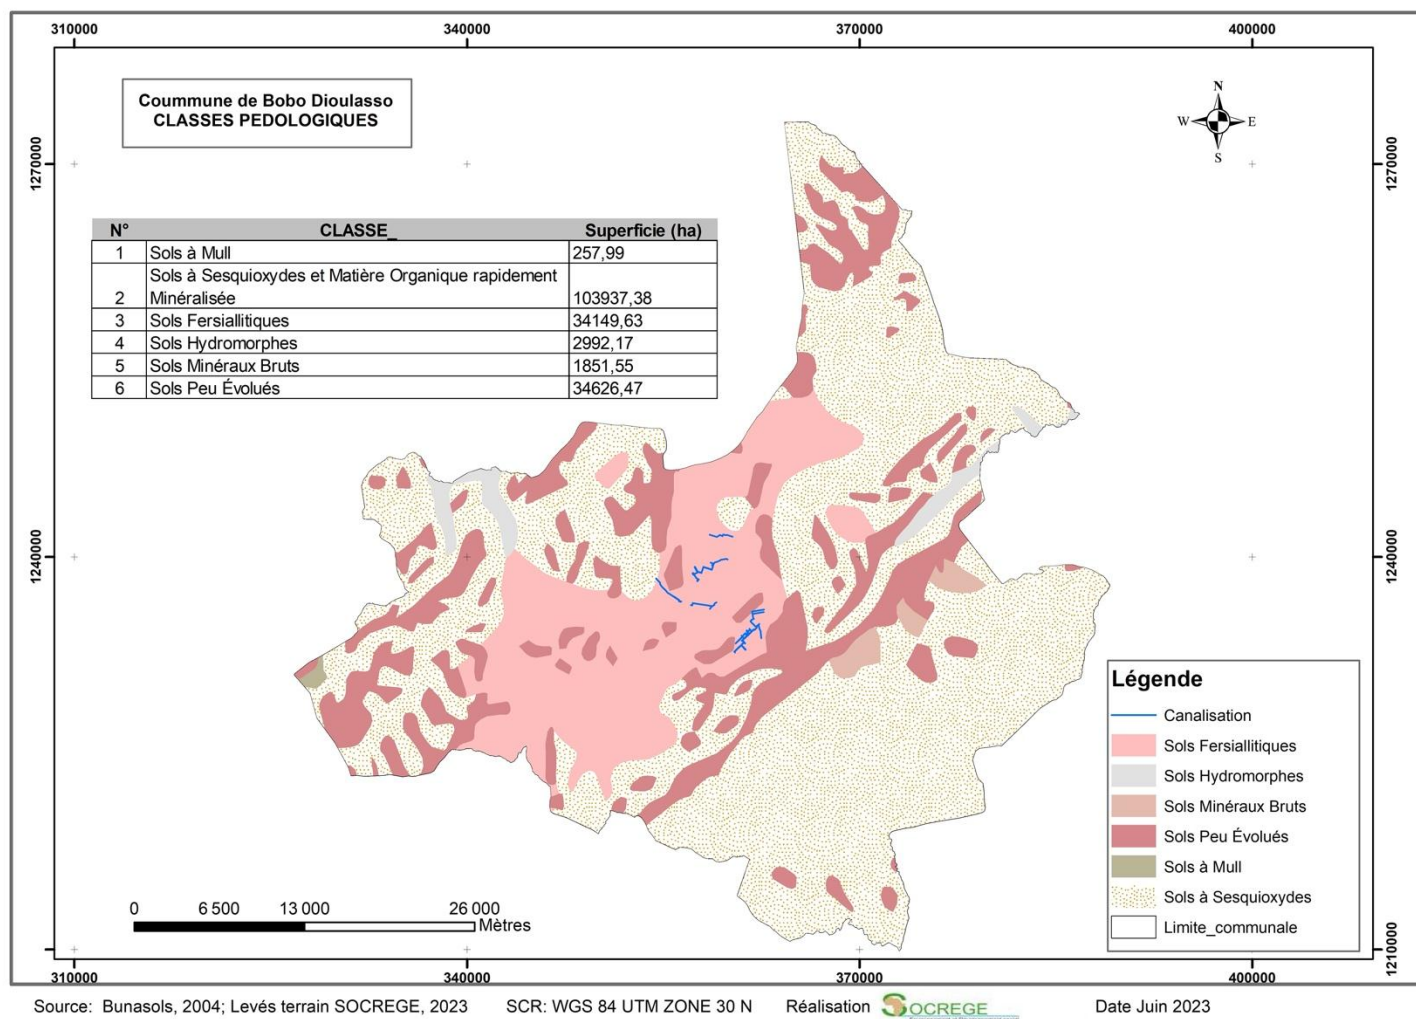 310000 340000 370000 400000
Coummune de Bobo Dioulasso
CLASSES PEDOLOGIQUES
N
W E
S
1270000 1270000
N° CLASSE_ Superficie (ha)
1 Sols à Mull 257,99
Sols à Sesquioxydes et Matière Organique rapidement
2 Minéralisée 103937,38
3 Sols Fersiallitiques 34149,63
4 Sols Hydromorphes 2992,17
5 Sols Minéraux Bruts 1851,55
6 Sols Peu Évolués 34626,47
1240000 1240000
Légende
Canalisation
Sols Fersiallitiques
Sols Hydromorphes
Sols Minéraux Bruts
Sols Peu Évolués
Sols à Mull
Sols à Sesquioxydes
Limite_communale
0 6 500 13 000 26 000
Mètres
1210000
310000 340000 370000 400000
Source: Bunasols, 2004; Levés terrain SOCREGE, 2023 SCR: WGS 84 UTM ZONE 30 N Réalisation SOCREGE Date Juin 2023